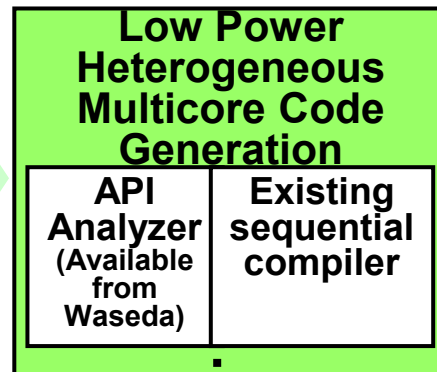 Low Power
Heterogeneous
Multicore Code
Generation
API
Analyzer
(Available
from
Waseda)
Existing
sequential
compiler